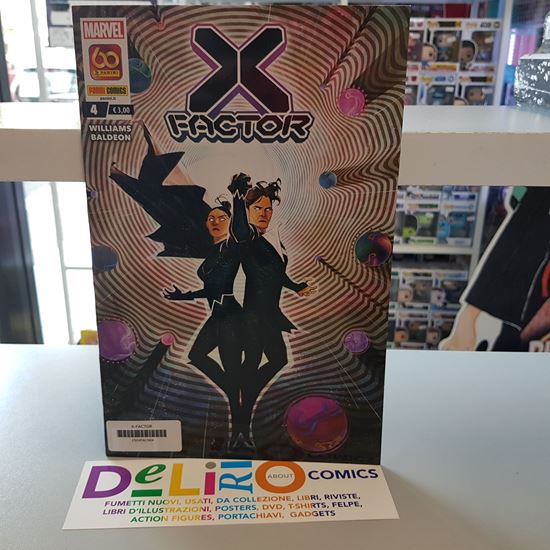 MARVEL
60
PANINI
PANINI COMICS
4
€ 3,00
WILLIAMS
BALDEON
X
FACTOR
X-FACTOR
DELIRIO
ABOUT
COMICS
FUMETTI NUOVI, USATI, DA COLLEZIONE, LIBRI, RIVISTE,
LIBRI D'ILLUSTRAZIONI, POSTERS, DVD, T-SHIRTS, FELPE,
ACTION FIGURES, PORTACHIAVI, GADGETS